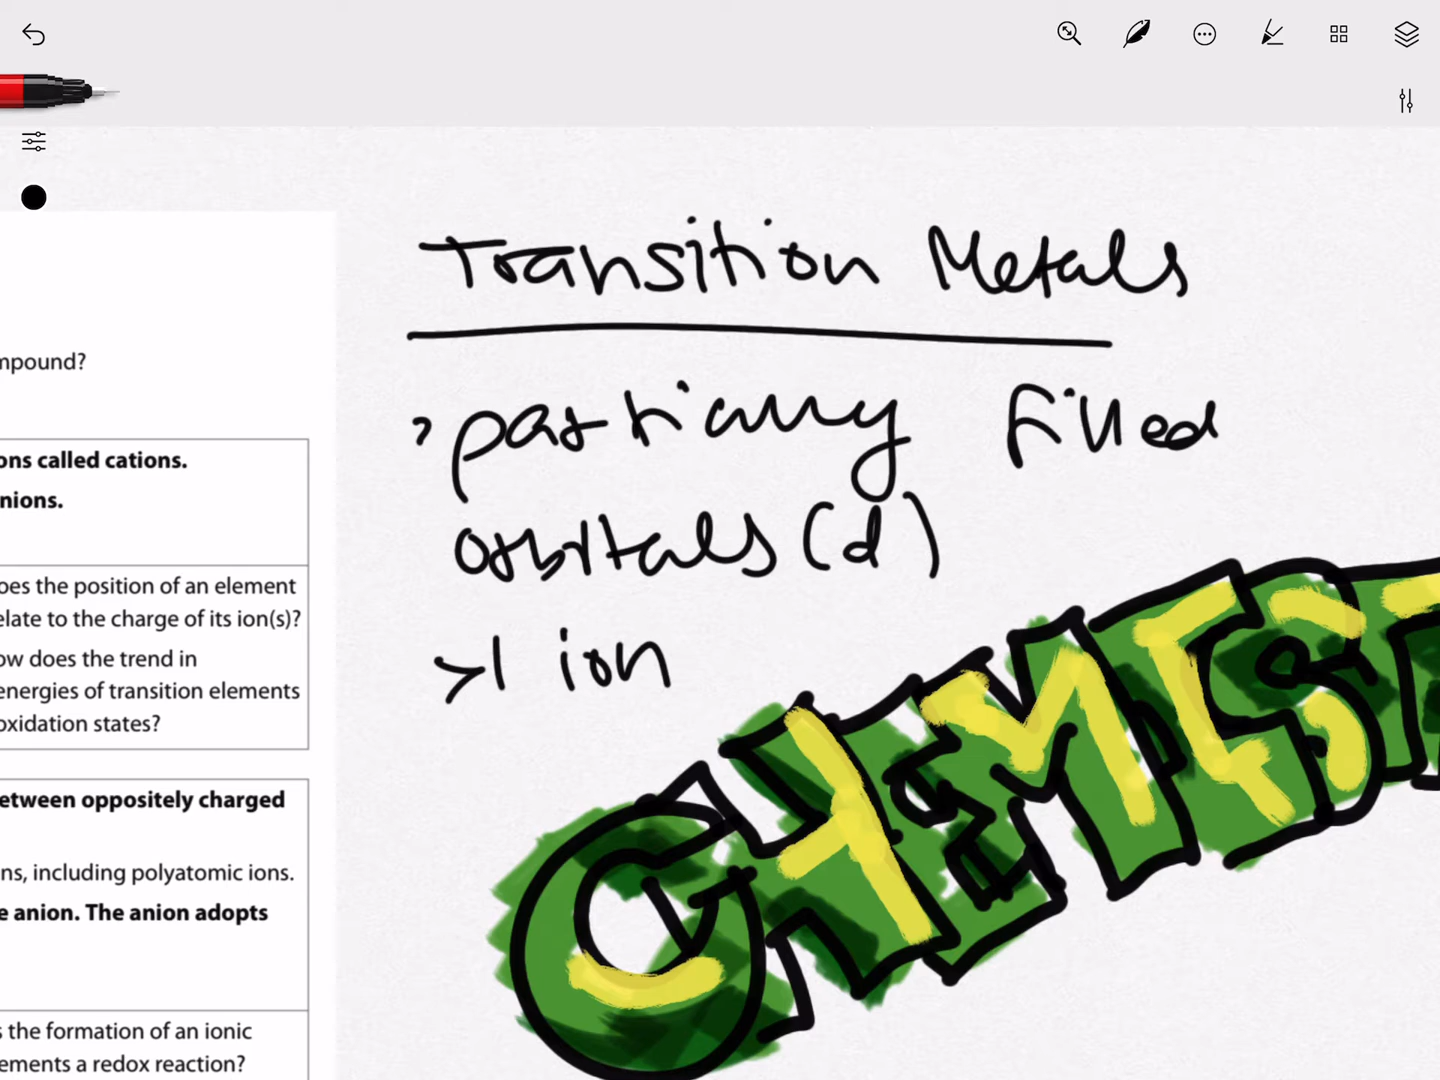 Transition Metals
partially filled
orbitals (d)
>1 ion
mpound?
ons called cations.
nions.
oes the position of an element
elate to the charge of its ion(s)?
ow does the trend in
energies of transition elements
oxidation states?
etween oppositely charged
ns, including polyatomic ions.
e anion. The anion adopts
s the formation of an ionic
ements a redox reaction?
CHEMIST